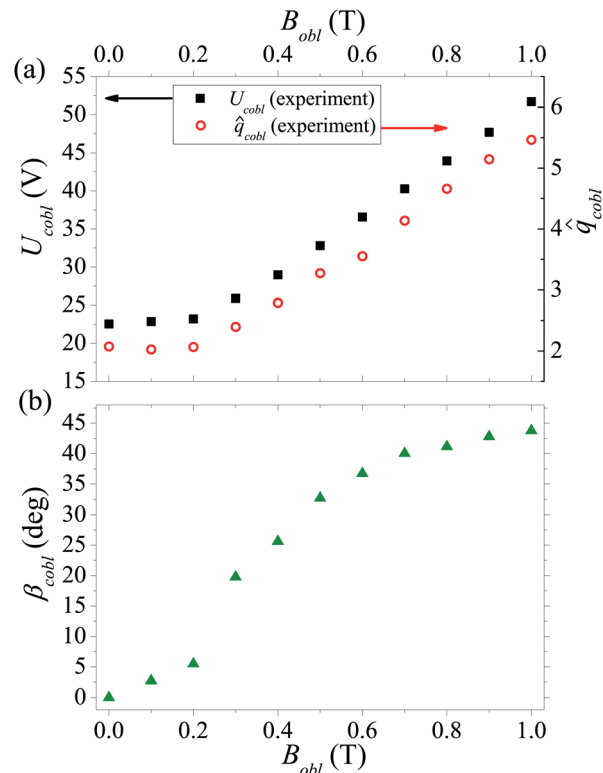 B_obl (T)
0.0 0.2 0.4 0.6 0.8 1.0
(a)
55
50
45
40
35
30
25
20
15
U_cobl (V)
U_cobl (experiment)
q̂_cobl (experiment)
6
5
4
3
2
q̂_cobl
(b)
45
40
35
30
25
20
15
10
5
0
β_cobl (deg)
0.0 0.2 0.4 0.6 0.8 1.0
B_obl (T)